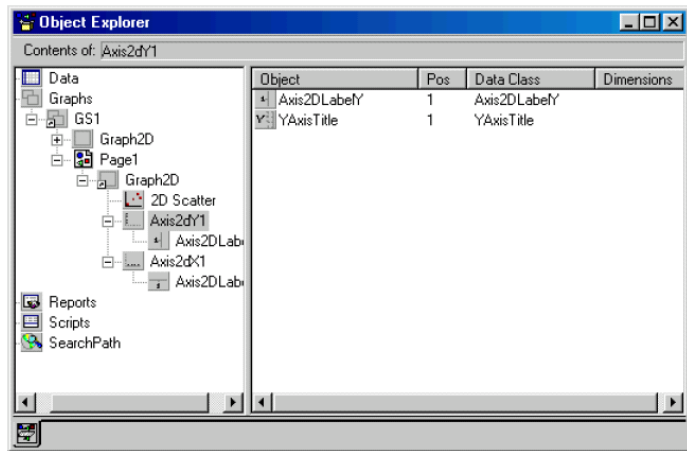 Object Explorer
Contents of: Axis2dY1
Data
Graphs
GS1
Graph2D
Page1
Graph2D
2D Scatter
Axis2dY1
Axis2DLab
Axis2dX1
Axis2DLab
Reports
Scripts
SearchPath
Object Pos Data Class Dimensions
Axis2DLabelY 1 Axis2DLabelY
YAxisTitle 1 YAxisTitle